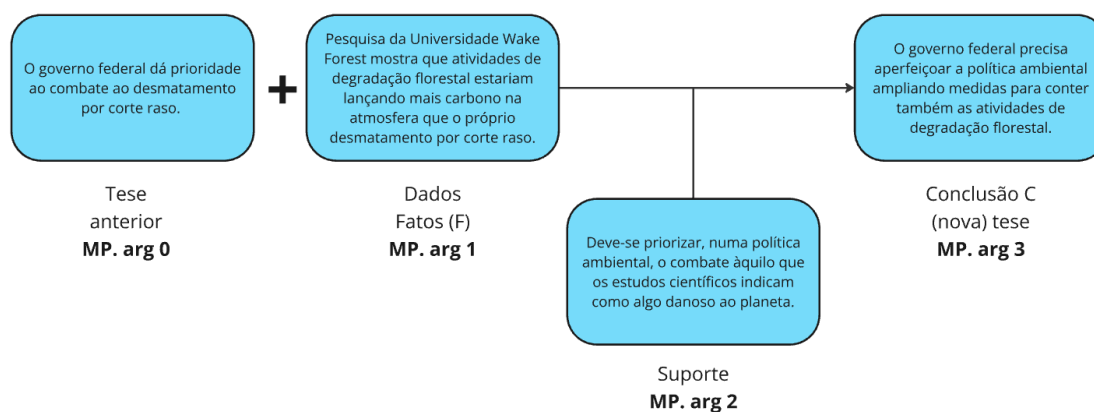 O governo federal dá prioridade
ao combate ao desmatamento
por corte raso.
Tese
anterior
MP. arg 0
+
Pesquisa da Universidade Wake
Forest mostra que atividades de
degradação florestal estariam
lançando mais carbono na
atmosfera que o próprio
desmatamento por corte raso.
Dados
Fatos (F)
MP. arg 1
Deve-se priorizar, numa política
ambiental, o combate àquilo que
os estudos científicos indicam
como algo danoso ao planeta.
Suporte
MP. arg 2
O governo federal precisa
aperfeiçoar a política ambiental
ampliando medidas para conter
também as atividades de
degradação florestal.
Conclusão C
(nova) tese
MP. arg 3